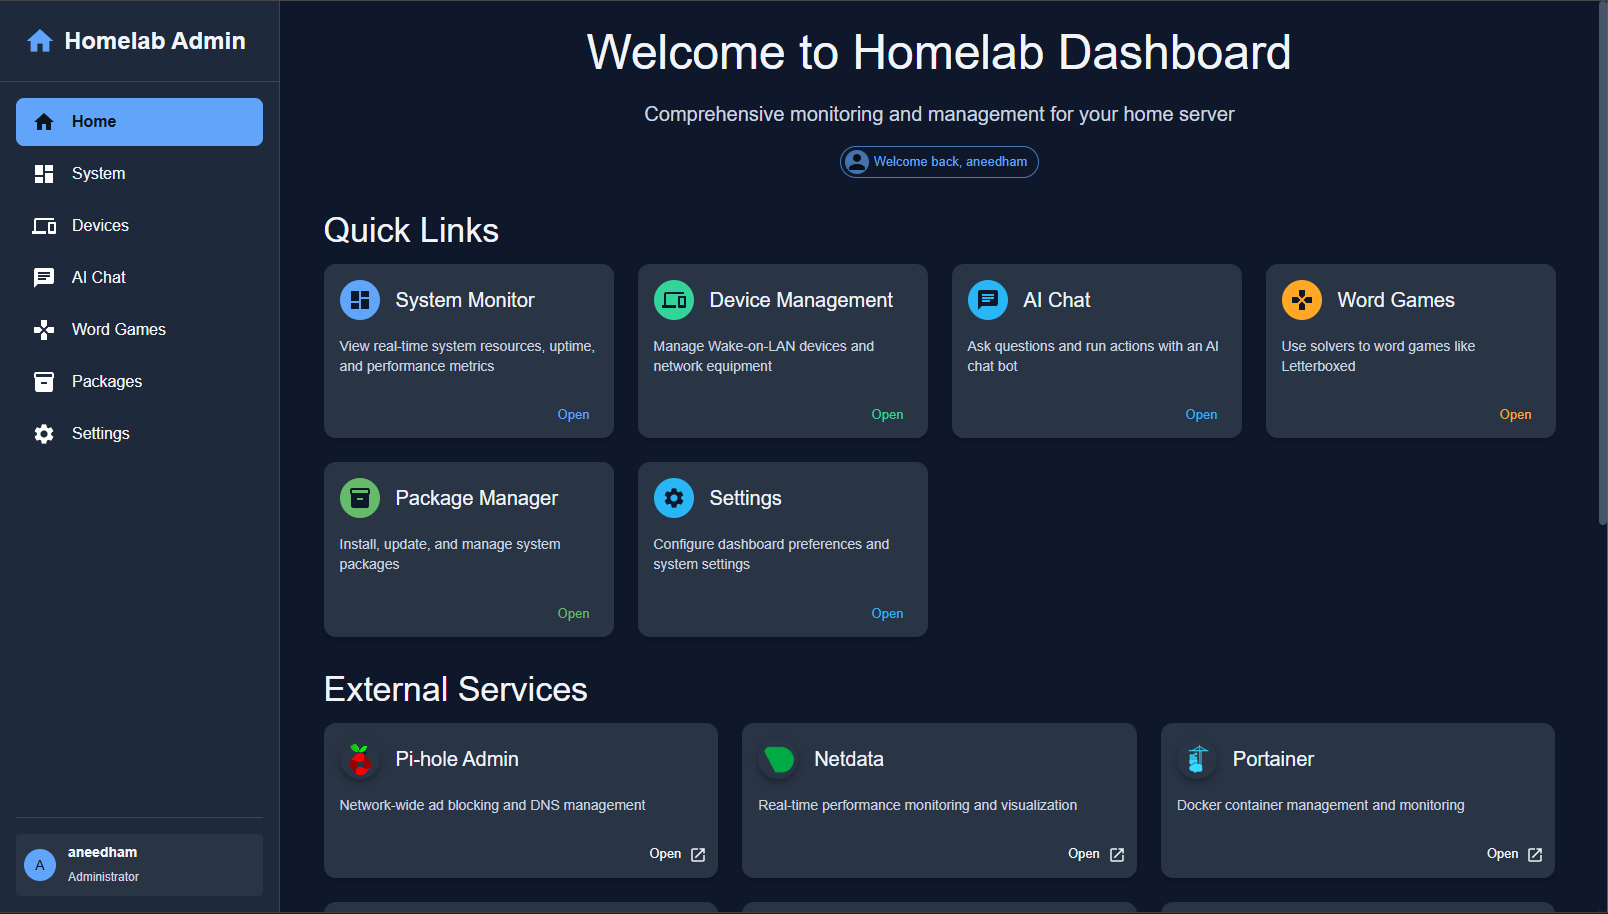 Homelab Admin
Home
System
Devices
AI Chat
Word Games
Packages
Settings
A
aneedham
Administrator
Welcome to Homelab Dashboard
Comprehensive monitoring and management for your home server
Welcome back, aneedham
Quick Links
System Monitor
View real-time system resources, uptime,
and performance metrics
Open
Device Management
Manage Wake-on-LAN devices and
network equipment
Open
AI Chat
Ask questions and run actions with an AI
chat bot
Open
Word Games
Use solvers to word games like
Letterboxed
Open
Package Manager
Install, update, and manage system
packages
Open
Settings
Configure dashboard preferences and
system settings
Open
External Services
Pi-hole Admin
Network-wide ad blocking and DNS management
Open
Netdata
Real-time performance monitoring and visualization
Open
Portainer
Docker container management and monitoring
Open